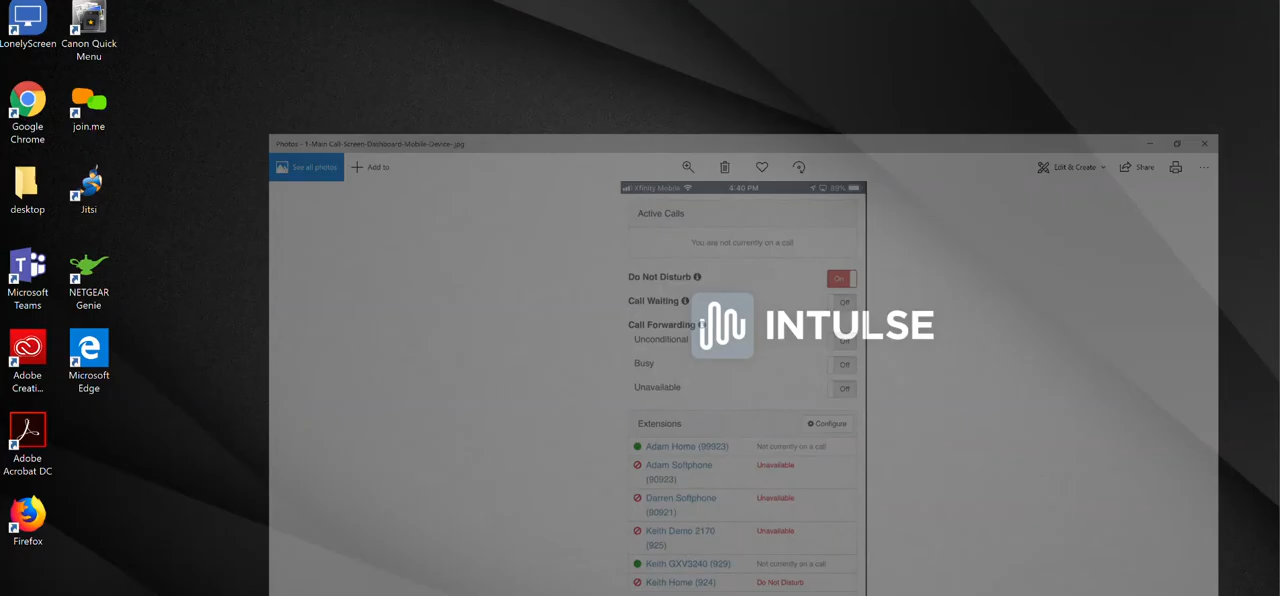 LonelyScreen
Canon Quick
Menu
Google
Chrome
join.me
desktop
Jitsi
Microsoft
Teams
NETGEAR
Genie
Adobe
Creati...
Microsoft
Edge
Adobe
Acrobat DC
Firefox
Photos - 1-Main Call-Screen-Dashboard-Mobile-Device-.jpg
See all photos
Add to
Edit & Create
Share
Xfinity Mobile 4:40 PM 89%
Active Calls
You are not currently on a call
Do Not Disturb On
Call Waiting Off
Call Forwarding
Unconditional Off
INTULSE
Busy Off
Unavailable Off
Extensions Configure
Adam Home (99923) Not currently on a call
Adam Softphone Unavailable
(90923)
Darren Softphone Unavailable
(90921)
Keith Demo 2170 Unavailable
(925)
Keith GXV3240 (929) Not currently on a call
Keith Home (924) Do Not Disturb